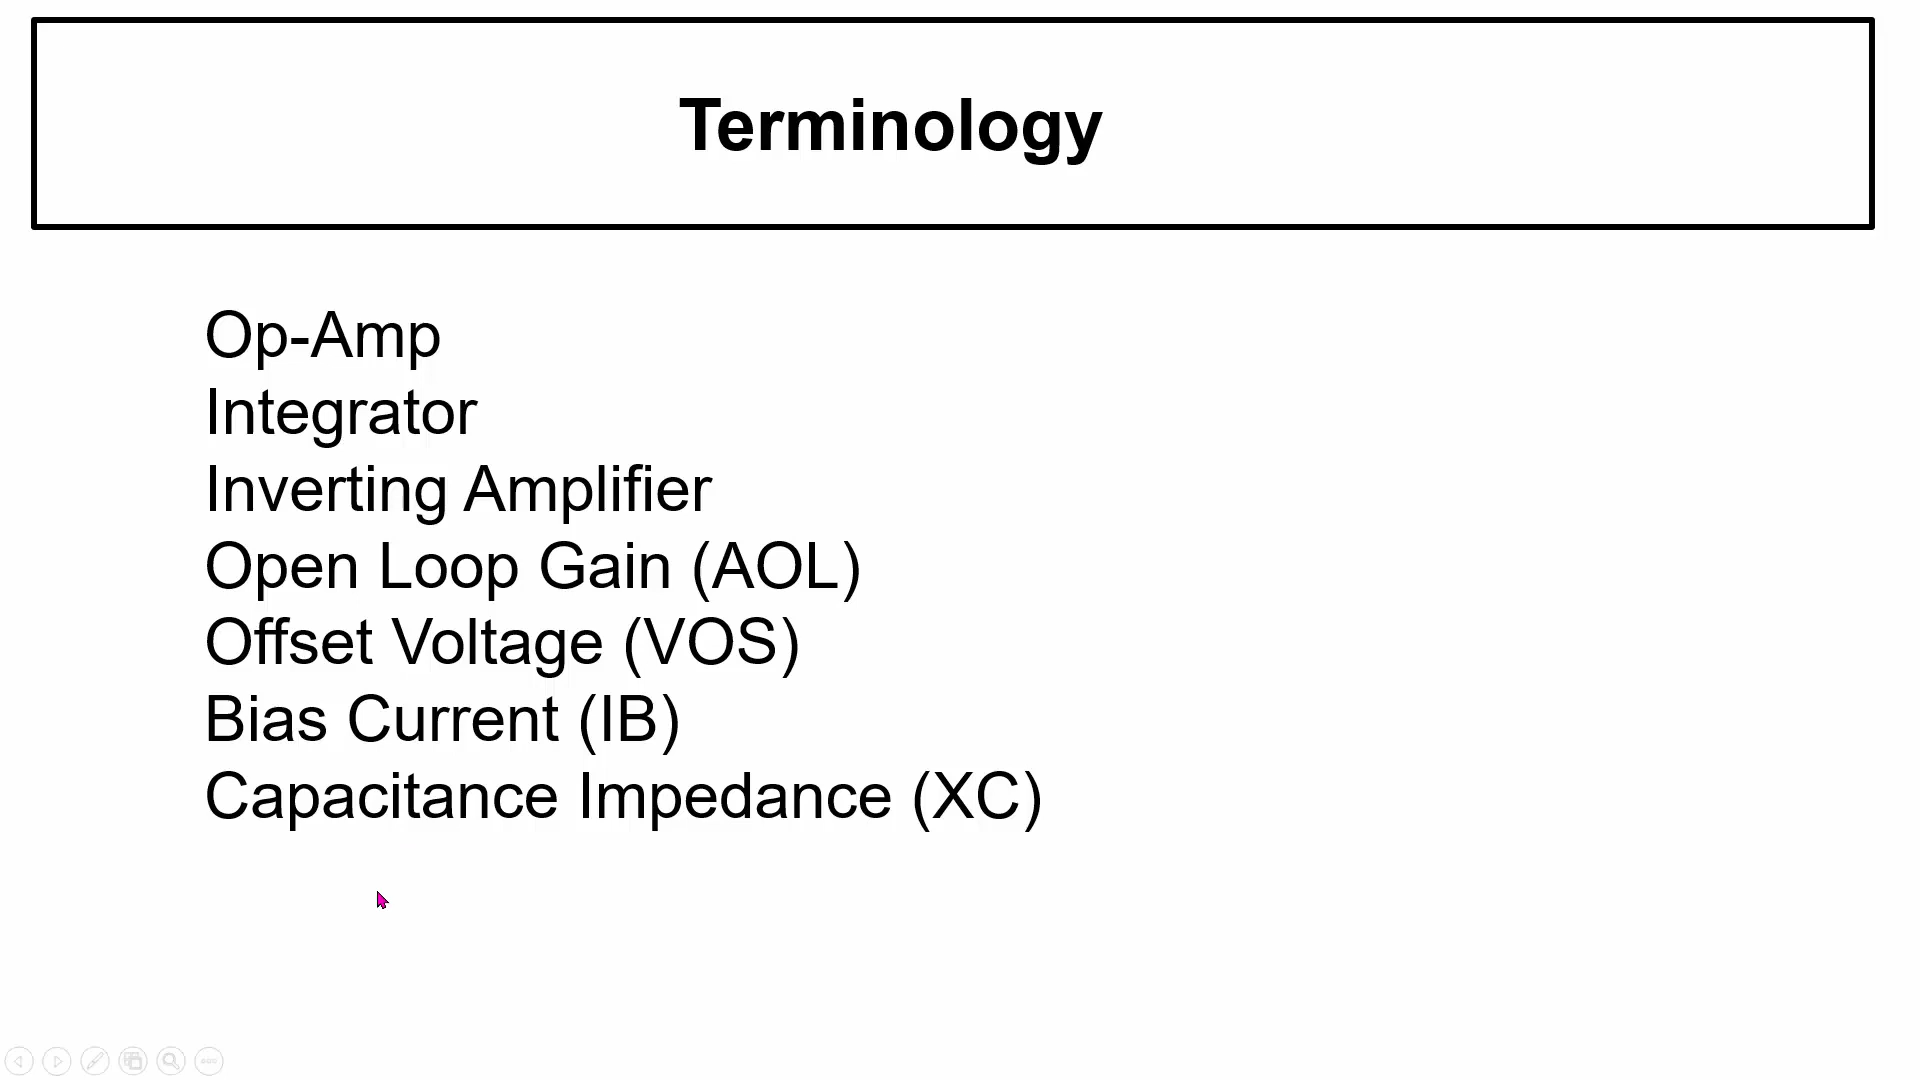 Terminology
Op-Amp
Integrator
Inverting Amplifier
Open Loop Gain (AOL)
Offset Voltage (VOS)
Bias Current (IB)
Capacitance Impedance (XC)